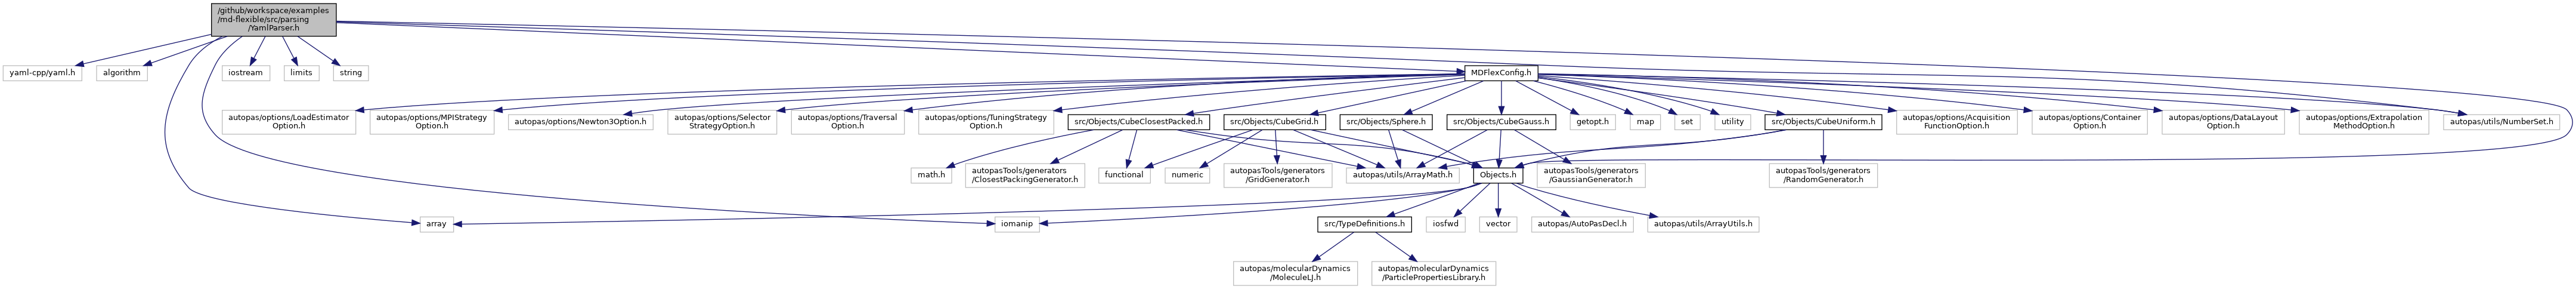 /github/workspace/examples
/md-flexible/src/parsing
/YamlParser.h
yaml-cpp/yaml.h
algorithm
iostream
limits
string
MDFlexConfig.h
autopas/options/LoadEstimator
Option.h
autopas/options/MPIStrategy
Option.h
autopas/options/Newton3Option.h
autopas/options/Selector
StrategyOption.h
autopas/options/Traversal
Option.h
autopas/options/TuningStrategy
Option.h
src/Objects/CubeClosestPacked.h
src/Objects/CubeGrid.h
src/Objects/Sphere.h
src/Objects/CubeGauss.h
getopt.h
map
set
utility
src/Objects/CubeUniform.h
autopas/options/Acquisition
FunctionOption.h
autopas/options/Container
Option.h
autopas/options/DataLayout
Option.h
autopas/options/Extrapolation
MethodOption.h
autopas/utils/NumberSet.h
math.h
autopasTools/generators
/ClosestPackingGenerator.h
functional
numeric
autopasTools/generators
/GridGenerator.h
autopas/utils/ArrayMath.h
Objects.h
autopasTools/generators
/GaussianGenerator.h
autopasTools/generators
/RandomGenerator.h
array
iomanip
src/TypeDefinitions.h
iosfwd
vector
autopas/AutoPasDecl.h
autopas/utils/ArrayUtils.h
autopas/molecularDynamics
/MoleculeLJ.h
autopas/molecularDynamics
/ParticlePropertiesLibrary.h